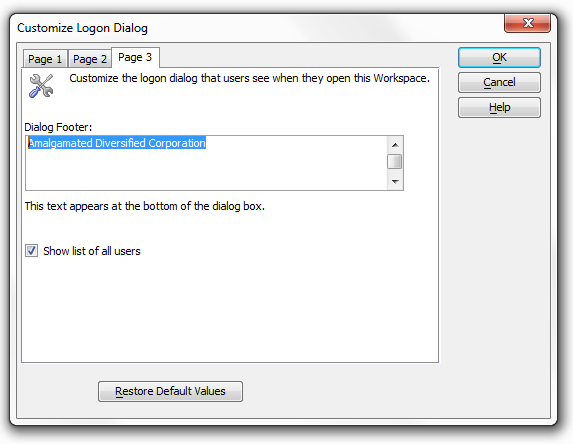 Customize Logon Dialog
Page 1 Page 2 Page 3
OK
Customize the logon dialog that users see when they open this Workspace.
Cancel
Help
Dialog Footer:
Amalgamated Diversified Corporation
This text appears at the bottom of the dialog box.
Show list of all users
Restore Default Values